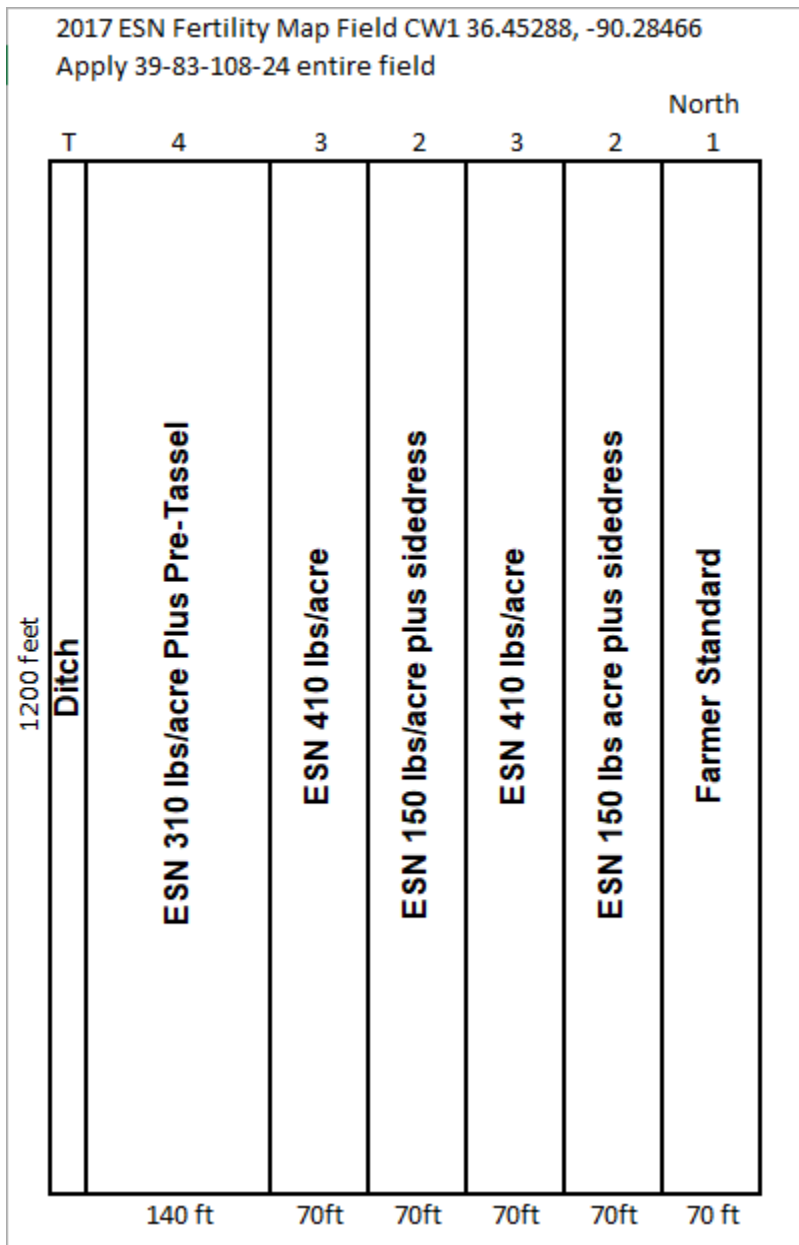 2017 ESN Fertility Map Field CW1 36.45288, -90.28466
Apply 39-83-108-24 entire field
North
T 4 3 2 3 2 1
1200 feet
Ditch
ESN 310 lbs/acre Plus Pre-Tassel
ESN 410 lbs/acre
ESN 150 lbs/acre plus sidedress
ESN 410 lbs/acre
ESN 150 lbs acre plus sidedress
Farmer Standard
140 ft 70ft 70ft 70ft 70ft 70 ft